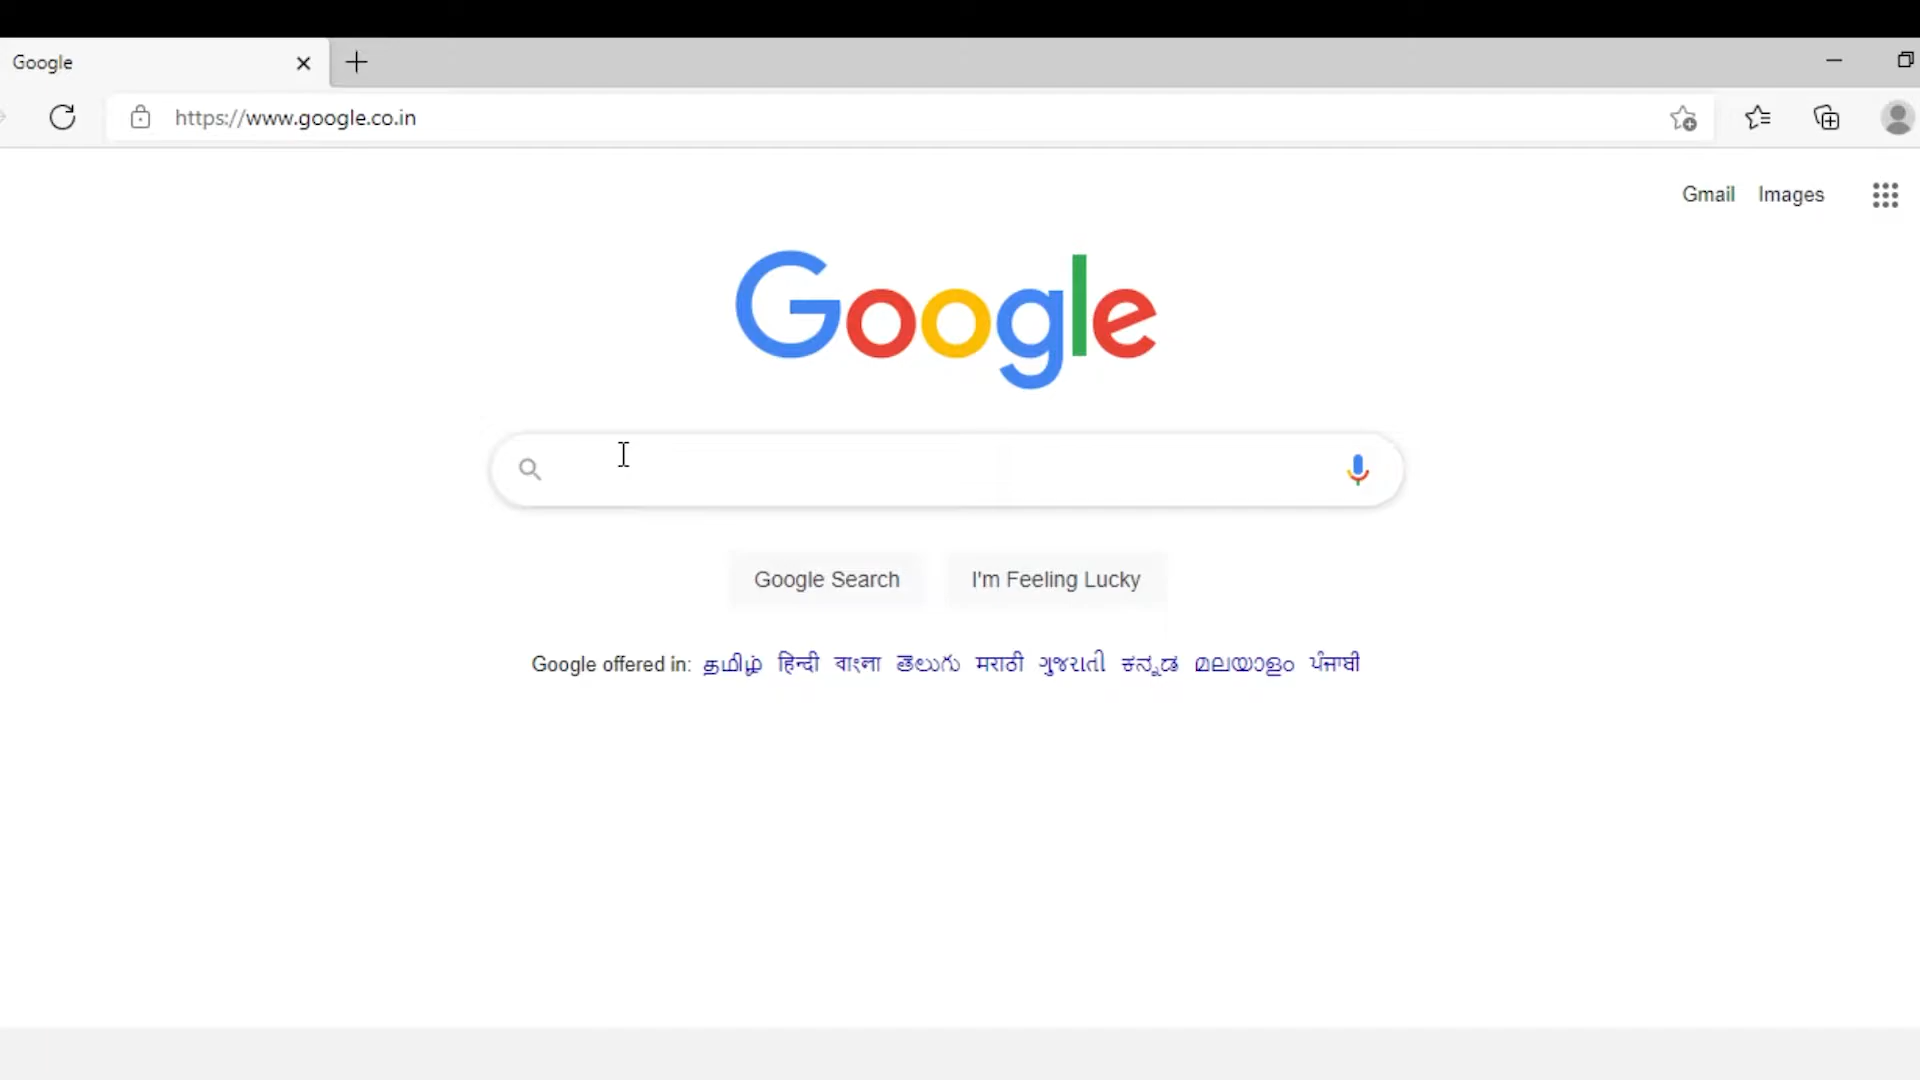 Google
https://www.google.co.in
Gmail Images
Google
Google Search I'm Feeling Lucky
Google offered in: தமிழ் हिन्दी বাংলা తెలుగు मराठी ગુજરાતી ಕನ್ನಡ മലയാളം ਪੰਜਾਬੀ